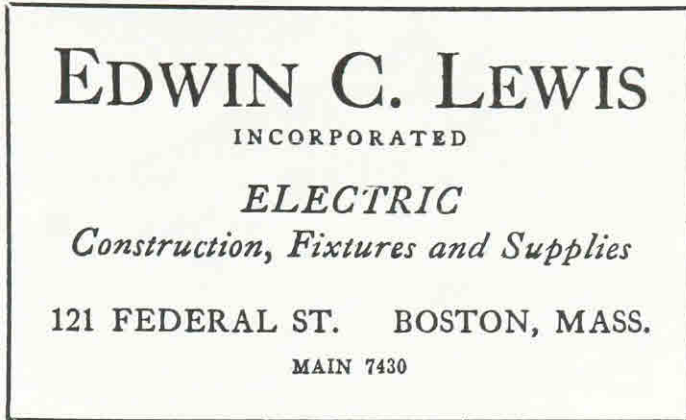 EDWIN C. LEWIS
INCORPORATED
ELECTRIC
Construction, Fixtures and Supplies
121 FEDERAL ST. BOSTON, MASS.
MAIN 7430